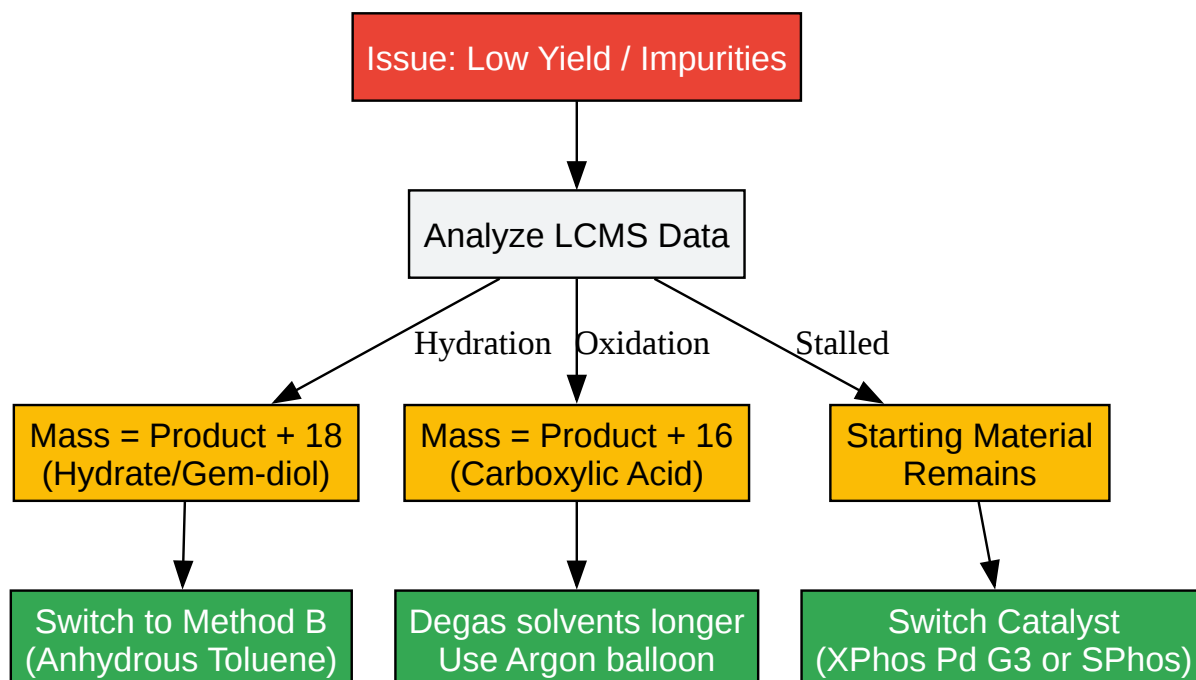 Issue: Low Yield / Impurities
Analyze LCMS Data
Hydration
Oxidation
Stalled
Mass = Product + 18
(Hydrate/Gem-diol)
Mass = Product + 16
(Carboxylic Acid)
Starting Material
Remains
Switch to Method B
(Anhydrous Toluene)
Degas solvents longer
Use Argon balloon
Switch Catalyst
(XPhos Pd G3 or SPhos)